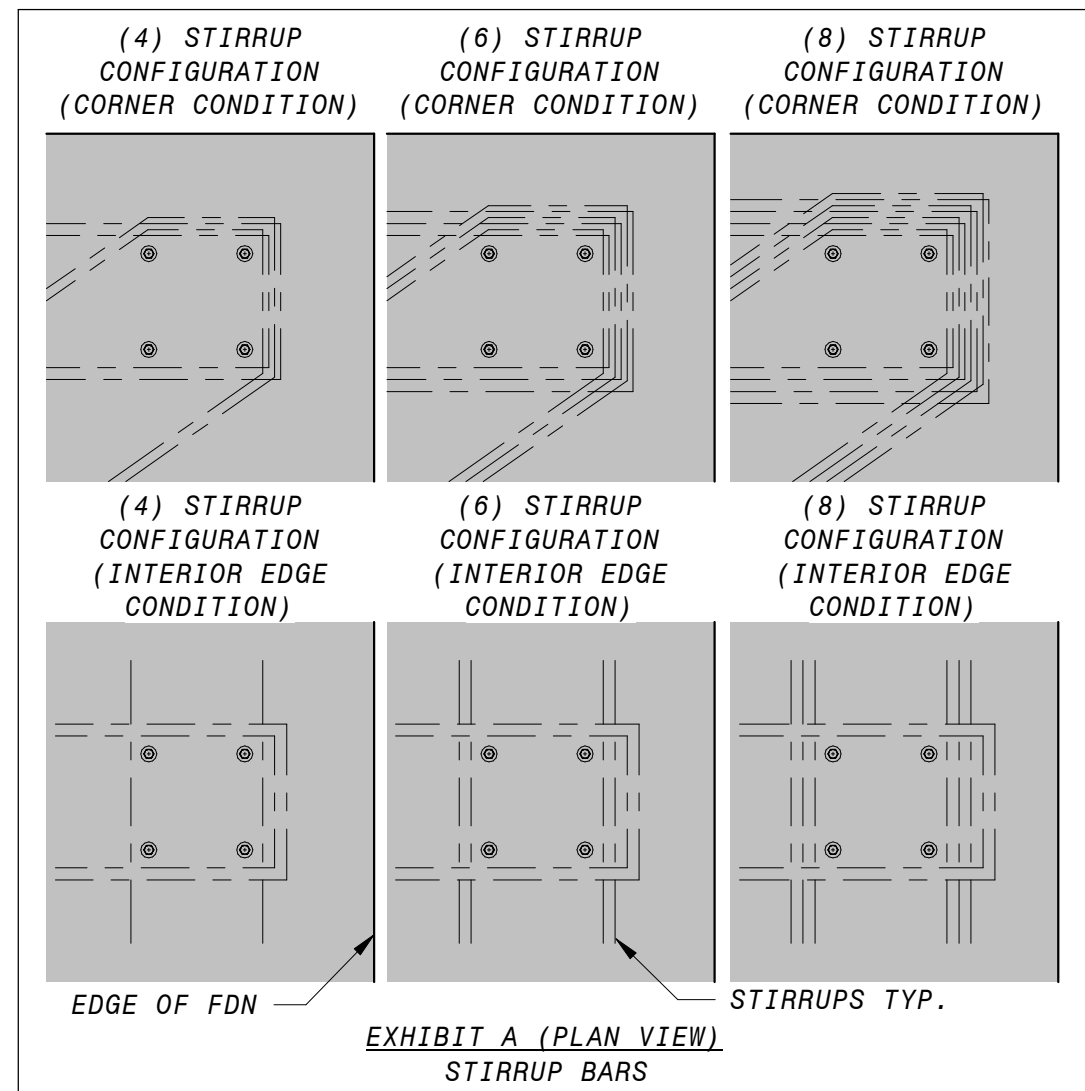 (4) STIRRUP
CONFIGURATION
(CORNER CONDITION)
(6) STIRRUP
CONFIGURATION
(CORNER CONDITION)
(8) STIRRUP
CONFIGURATION
(CORNER CONDITION)
(4) STIRRUP
CONFIGURATION
(INTERIOR EDGE
CONDITION)
(6) STIRRUP
CONFIGURATION
(INTERIOR EDGE
CONDITION)
(8) STIRRUP
CONFIGURATION
(INTERIOR EDGE
CONDITION)
EDGE OF FDN
STIRRUPS TYP.
EXHIBIT A (PLAN VIEW)
STIRRUP BARS